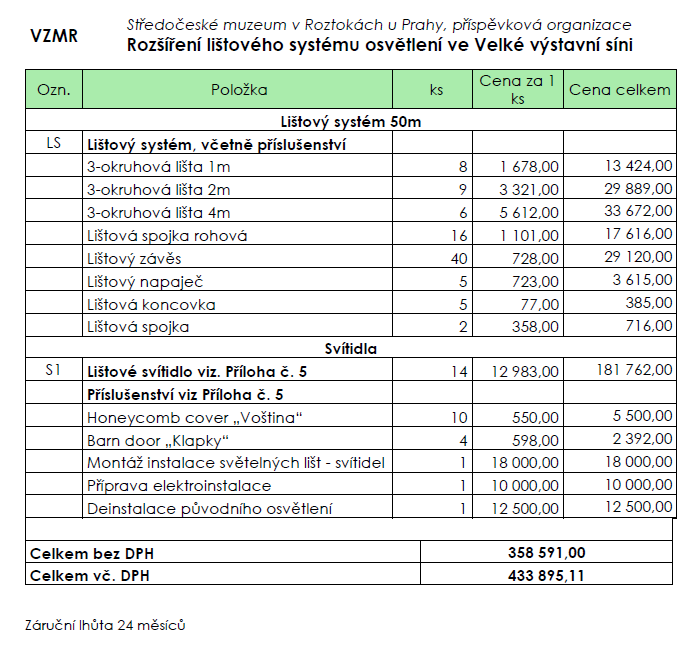 VZMR
Středočeské muzeum v Roztokách u Prahy, příspěvková organizace
Rozšíření lištového systému osvětlení ve Velké výstavní síni
Ozn. Položka ks Cena za 1 ks Cena celkem
Lištový systém 50m
LS Lištový systém, včetně příslušenství
3-okruhová lišta 1m 8 1 678,00 13 424,00
3-okruhová lišta 2m 9 3 321,00 29 889,00
3-okruhová lišta 4m 6 5 612,00 33 672,00
Lištová spojka rohová 16 1 101,00 17 616,00
Lištový závěs 40 728,00 29 120,00
Lištový napaječ 5 723,00 3 615,00
Lištová koncovka 5 77,00 385,00
Lištová spojka 2 358,00 716,00
Svítidla
S1 Lištové svítidlo viz. Příloha č. 5 14 12 983,00 181 762,00
Příslušenství viz Příloha č. 5
Honeycomb cover „Voština“ 10 550,00 5 500,00
Barn door „Klapky“ 4 598,00 2 392,00
Montáž instalace světelných lišt - svítidel 1 18 000,00 18 000,00
Příprava elektroinstalace 1 10 000,00 10 000,00
Deinstalace původního osvětlení 1 12 500,00 12 500,00
Celkem bez DPH 358 591,00
Celkem vč. DPH 433 895,11
Záruční lhůta 24 měsíců